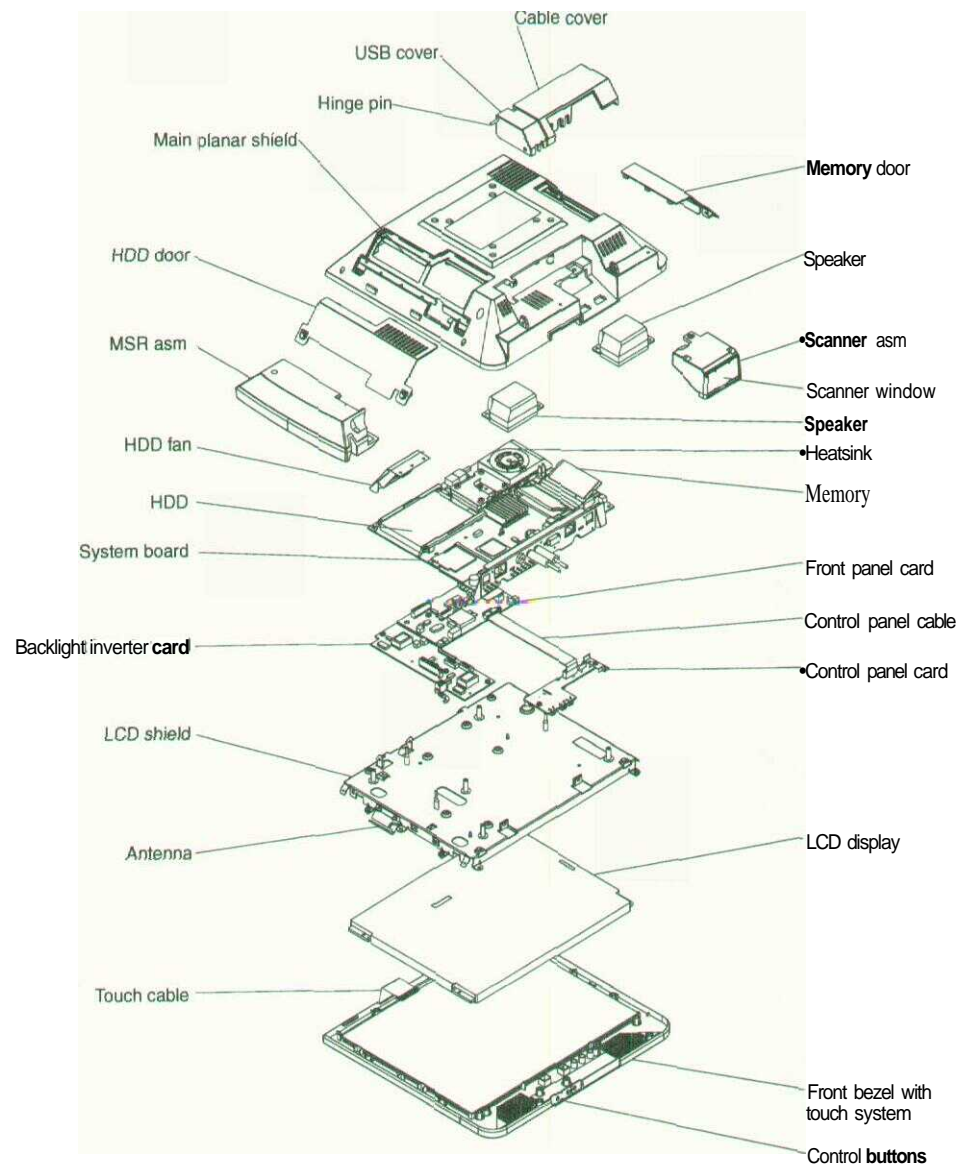 Cable cover
USB cover
Hinge pin
Main planar shield
Memory door
HDD door
Speaker
MSR asm
•Scanner asm
Scanner window
Speaker
HDD fan
•Heatsink
Memory
HDD
System board
Front panel card
Control panel cable
Backlight inverter card
•Control panel card
LCD shield
Antenna
LCD display
Touch cable
Front bezel with
touch system
Control buttons